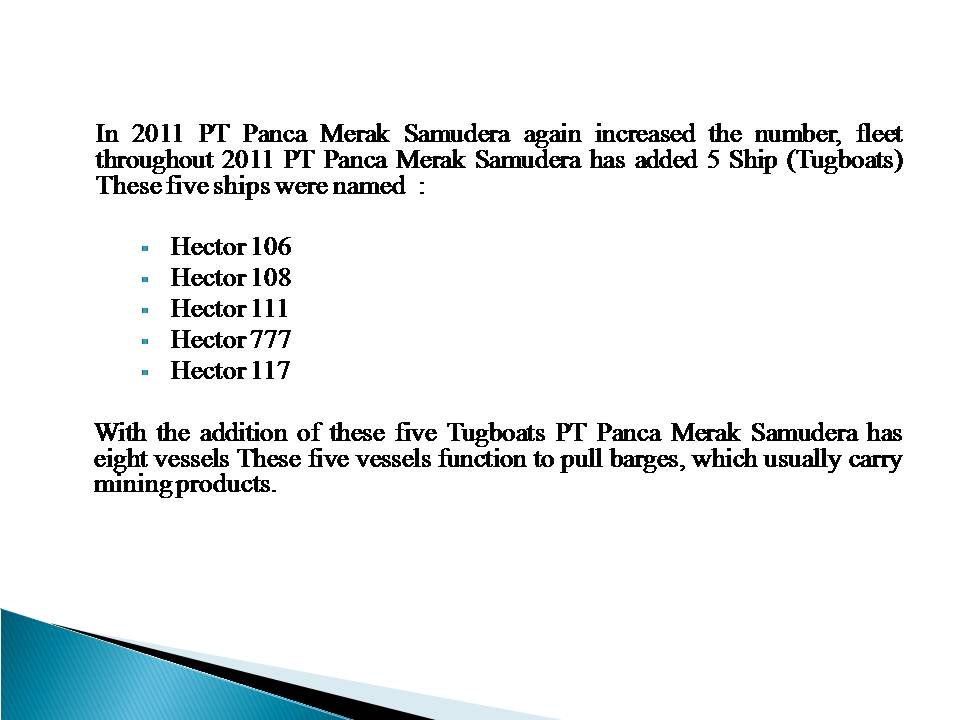 In 2011 PT Panca Merak Samudera again increased the number, fleet
throughout 2011 PT Panca Merak Samudera has added 5 Ship (Tugboats)
These five ships were named :
▪ Hector 106
▪ Hector 108
▪ Hector 111
▪ Hector 777
▪ Hector 117
With the addition of these five Tugboats PT Panca Merak Samudera has
eight vessels These five vessels function to pull barges, which usually carry
mining products.